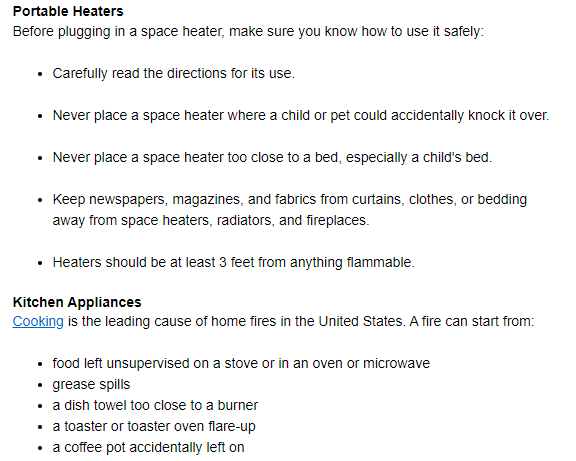 Portable Heaters
Before plugging in a space heater, make sure you know how to use it safely:
• Carefully read the directions for its use.
• Never place a space heater where a child or pet could accidentally knock it over.
• Never place a space heater too close to a bed, especially a child's bed.
• Keep newspapers, magazines, and fabrics from curtains, clothes, or bedding
away from space heaters, radiators, and fireplaces.
• Heaters should be at least 3 feet from anything flammable.
Kitchen Appliances
Cooking is the leading cause of home fires in the United States. A fire can start from:
• food left unsupervised on a stove or in an oven or microwave
• grease spills
• a dish towel too close to a burner
• a toaster or toaster oven flare-up
• a coffee pot accidentally left on